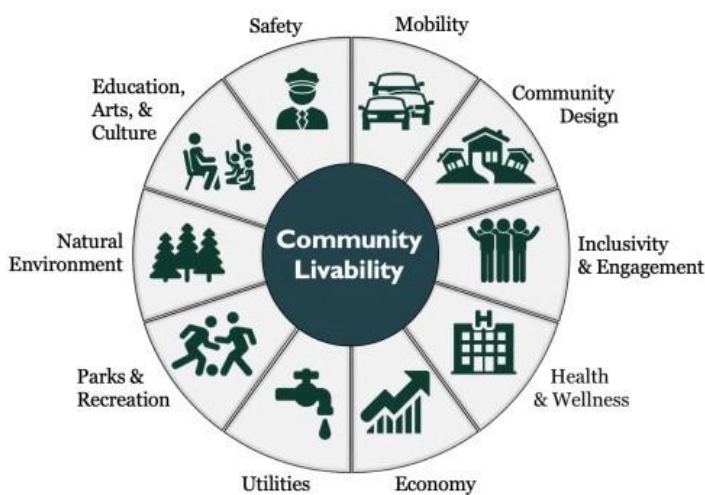 Safety
Mobility
Education,
Arts, &
Culture
Community
Design
Natural
Environment
Community
Livability
Inclusivity
& Engagement
Parks &
Recreation
Health
& Wellness
Utilities
Economy
H